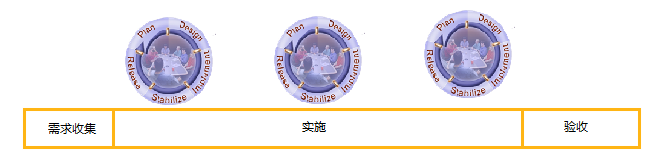 Plan Design Implement Stabilize Release
Plan Design Implement Stabilize Release
Plan Design Implement Stabilize Release
需求收集 实施 验收